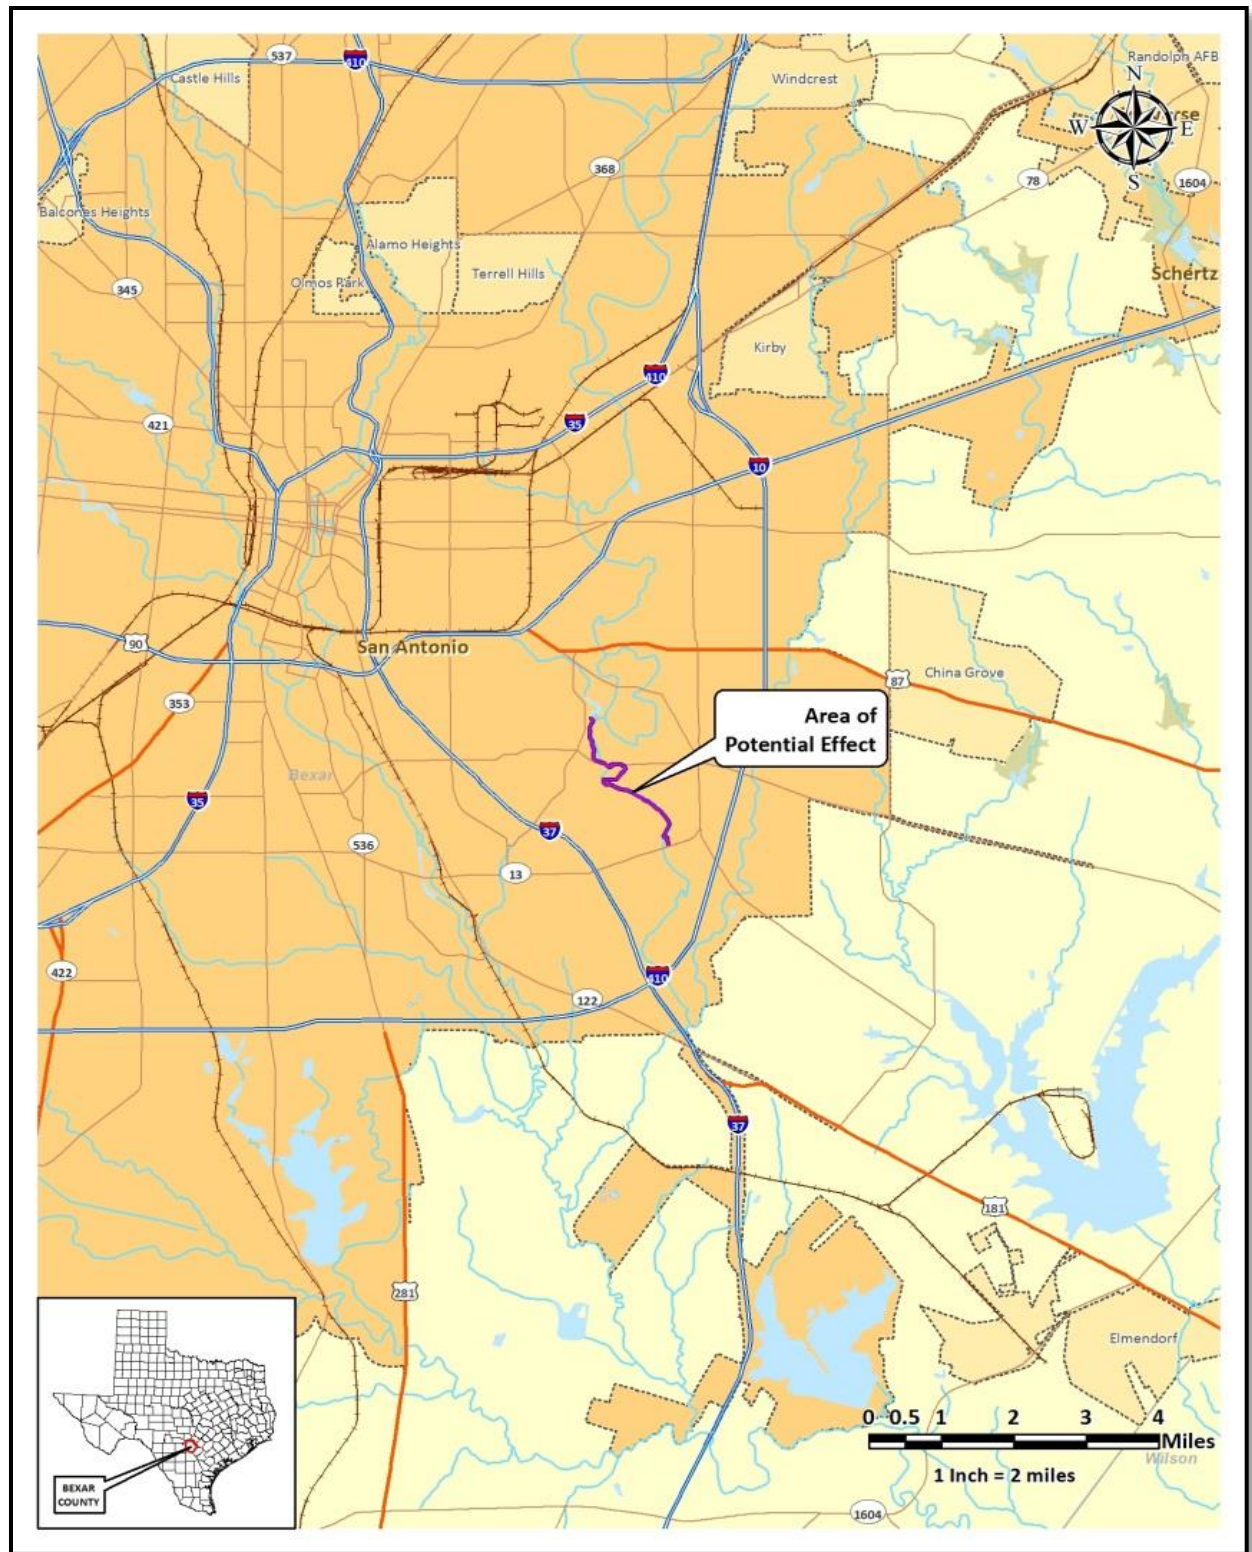 537
410
Castle Hills
Windcrest
Randolph AFB
N
W
E
S
368
78
1604
Balcones Heights
Alamo Heights
Terrell Hills
Olmos Park
345
Schertz
Kirby
410
35
421
10
90
San Antonio
353
87
China Grove
Area of
Potential Effect
Bexar
35
37
536
13
422
410
122
37
181
281
Elmendorf
0 0.5 1 2 3 4
Miles
Wilson
1 Inch = 2 miles
BEXAR
COUNTY
1604